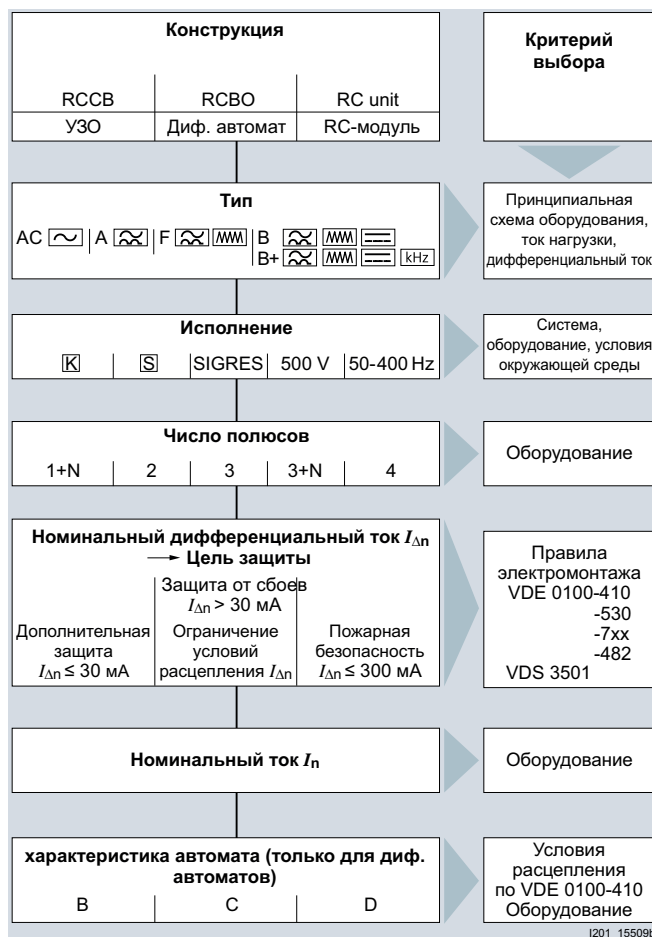 Конструкция
RCCB RCBO RC unit
УЗО Диф. автомат RC-модуль
Критерий
выбора
Тип
AC A F B
B+ kHz
Принципиальная
схема оборудования,
ток нагрузки,
дифференциальный ток
Исполнение
K S SIGRES 500 V 50-400 Hz
Система,
оборудование, условия
окружающей среды
Число полюсов
1+N 2 3 3+N 4
Оборудование
Номинальный дифференциальный ток IΔn
→ Цель защиты
Защита от сбоев
IΔn > 30 мА
Дополнительная
защита
IΔn ≤ 30 мА
Ограничение
условий
расцепления IΔn
Пожарная
безопасность
IΔn ≤ 300 мА
Правила
электромонтажа
VDE 0100-410
-530
-7xx
-482
VDS 3501
Номинальный ток In
Оборудование
характеристика автомата (только для диф.
автоматов)
B C D
Условия
расцепления
по VDE 0100-410
Оборудование
I201_15509b